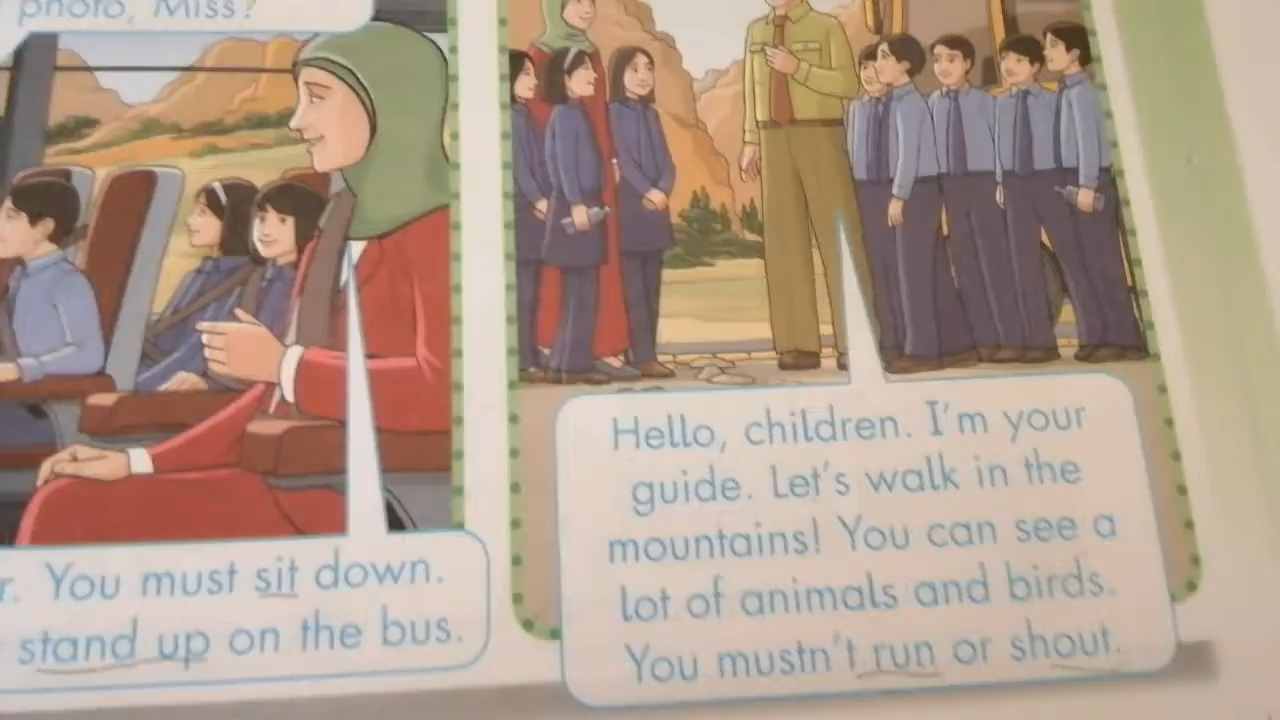 photo, Miss?
r. You must sit down.
stand up on the bus.
Hello, children. I'm your
guide. Let's walk in the
mountains! You can see a
lot of animals and birds.
You mustn't run or shout.